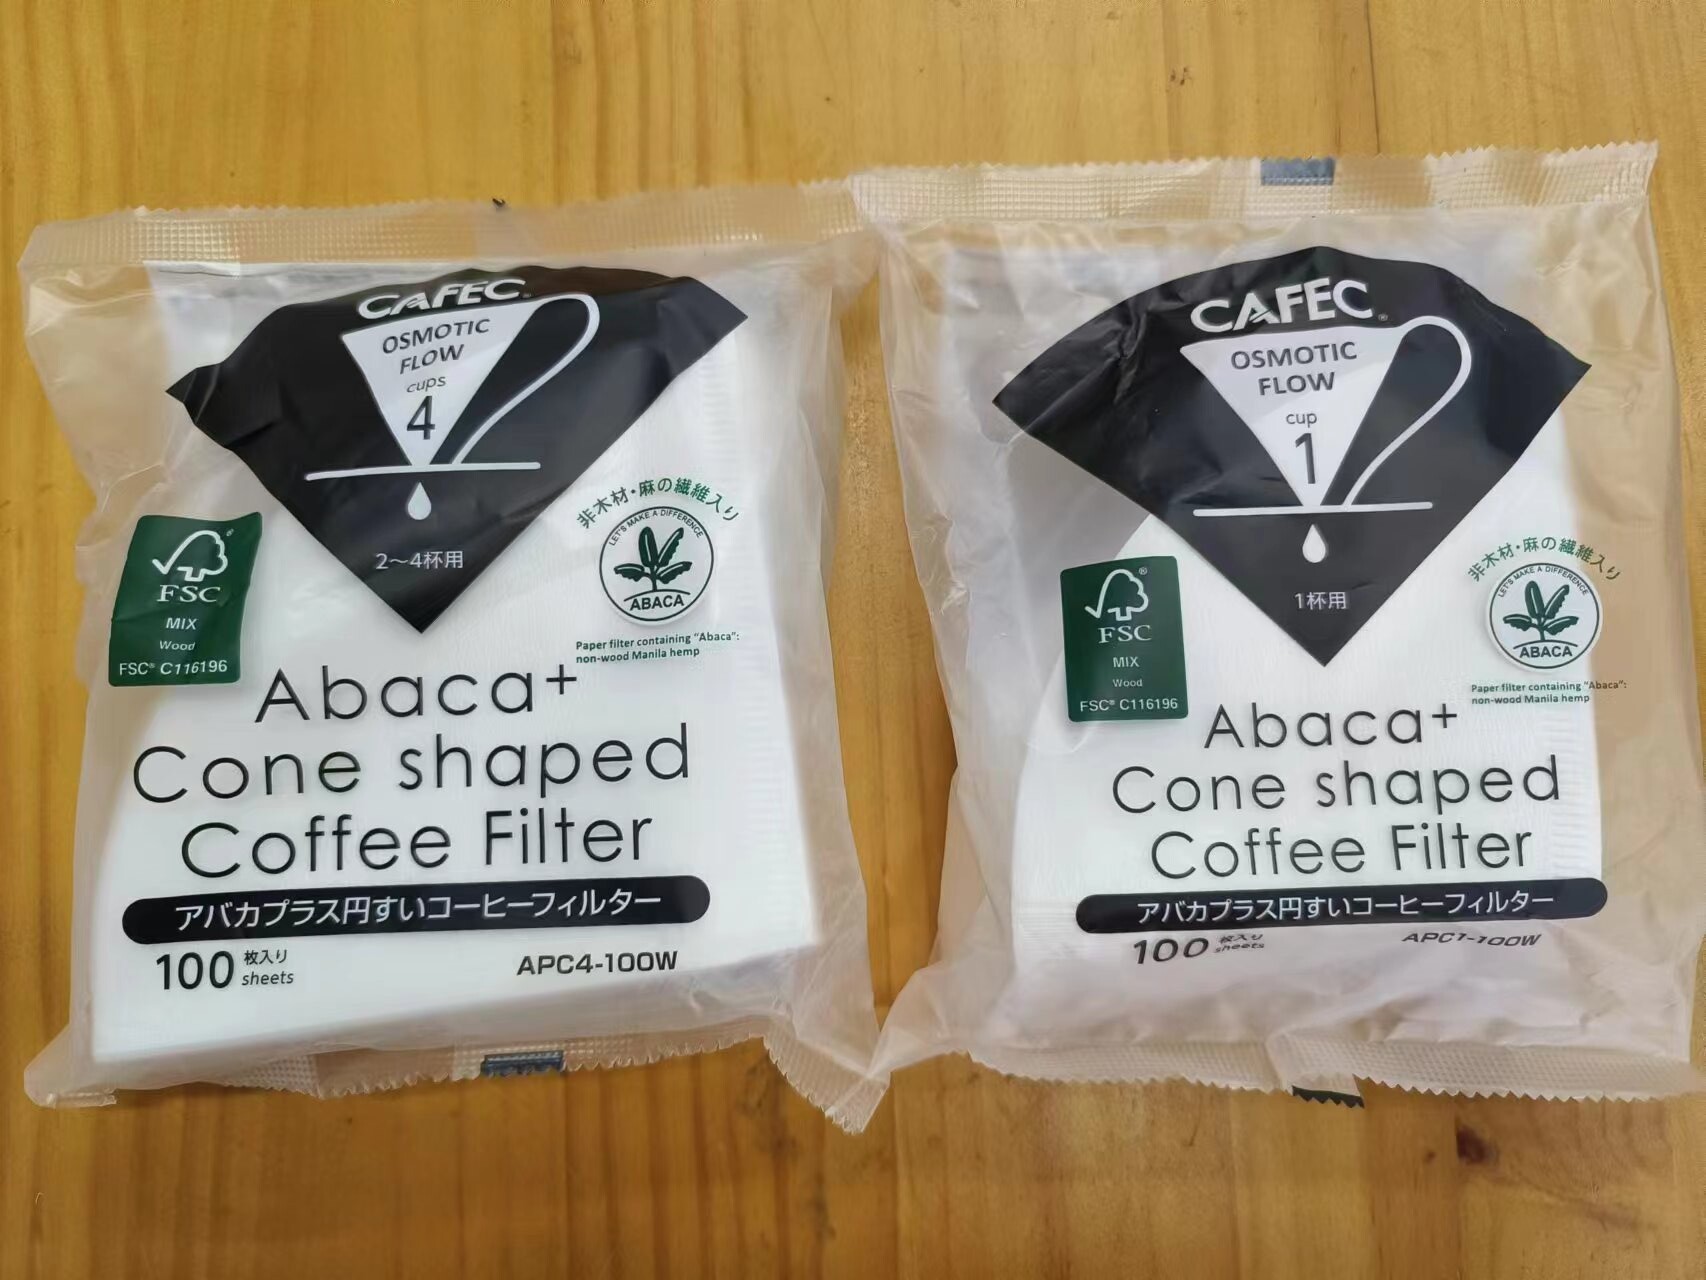 CAFEC®
OSMOTIC
FLOW
cups
4
2～4杯用
FSC®
MIX
Wood
FSC® C116196
非木材・麻の繊維入り
LET'S MAKE A DIFFERENCE
ABACA
Paper filter containing "Abaca":
non-wood Manila hemp
Abaca+
Cone shaped
Coffee Filter
アバカプラス円すいコーヒーフィルター
100 枚入り
sheets
APC4-100W
CAFEC®
OSMOTIC
FLOW
cup
1
1杯用
FSC®
MIX
Wood
FSC® C116196
非木材・麻の繊維入り
LET'S MAKE A DIFFERENCE
ABACA
Paper filter containing "Abaca":
non-wood Manila hemp
Abaca+
Cone shaped
Coffee Filter
アバカプラス円すいコーヒーフィルター
100 枚入り
sheets
APC1-100W